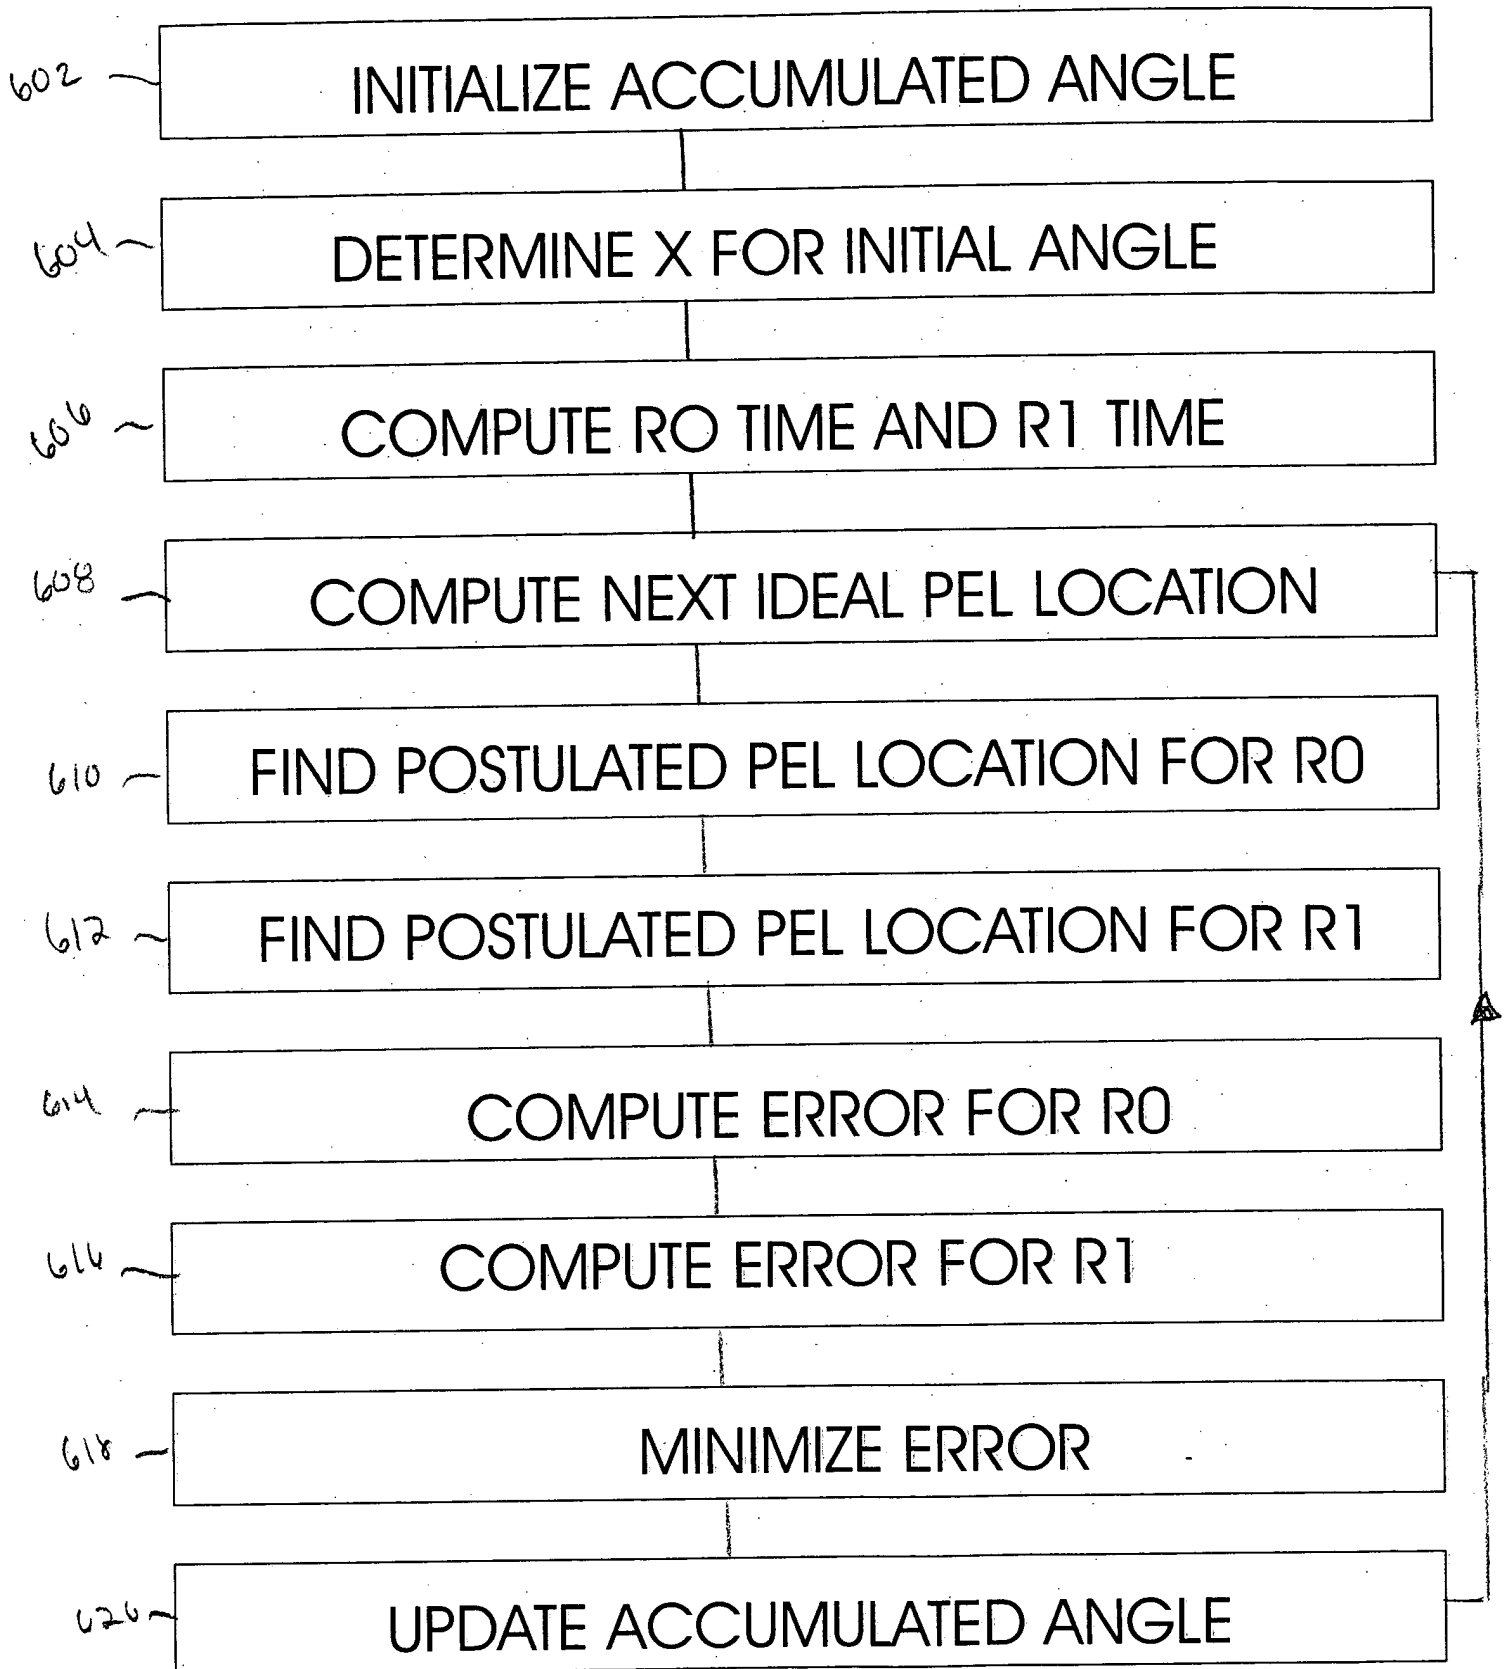 602 INITIALIZE ACCUMULATED ANGLE
604 DETERMINE X FOR INITIAL ANGLE
606 COMPUTE RO TIME AND R1 TIME
608 COMPUTE NEXT IDEAL PEL LOCATION
610 FIND POSTULATED PEL LOCATION FOR R0
612 FIND POSTULATED PEL LOCATION FOR R1
614 COMPUTE ERROR FOR R0
616 COMPUTE ERROR FOR R1
618 MINIMIZE ERROR
UPDATE ACCUMULATED ANGLE